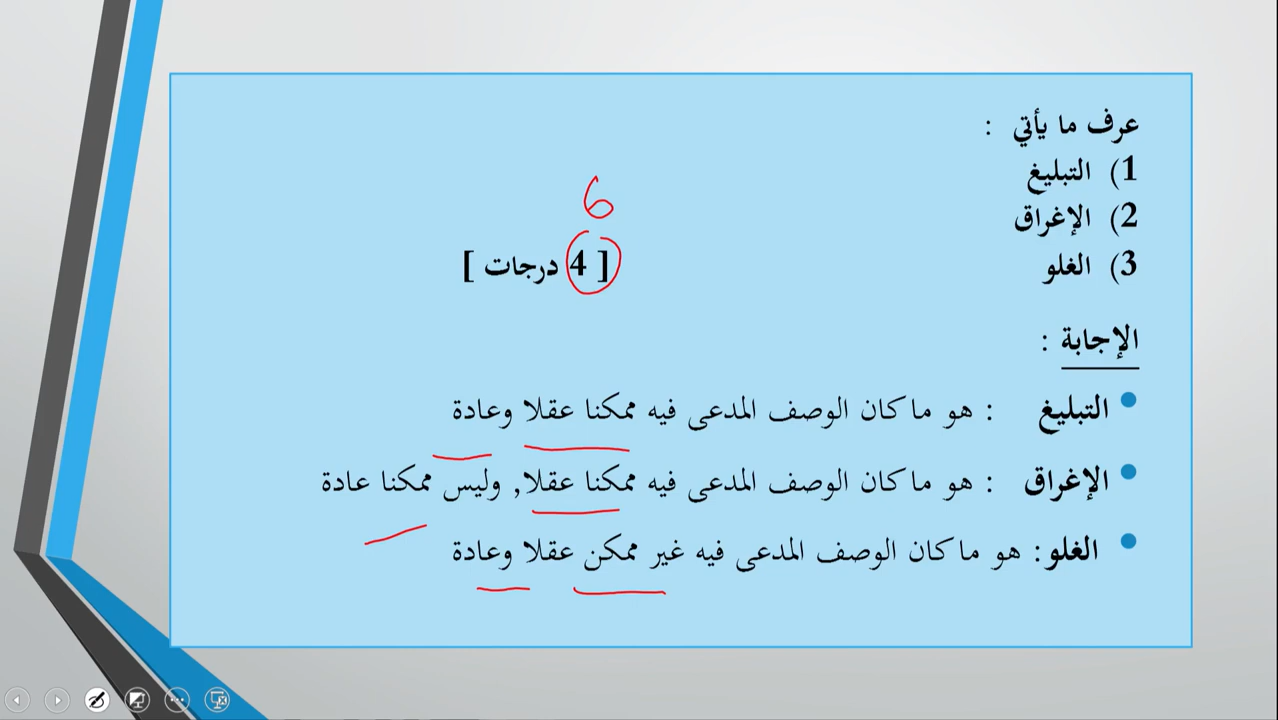 عرف ما يأتي :
1) التبليغ
2) الإغراق
3) الغلو
6
[ 4 درجات ]
الإجابة :
• التبليغ : هو ما كان الوصف المدعى فيه ممكنا عقلا وعادة
• الإغراق : هو ما كان الوصف المدعى فيه ممكنا عقلا, وليس ممكنا عادة
• الغلو : هو ما كان الوصف المدعى فيه غير ممكن عقلا وعادة